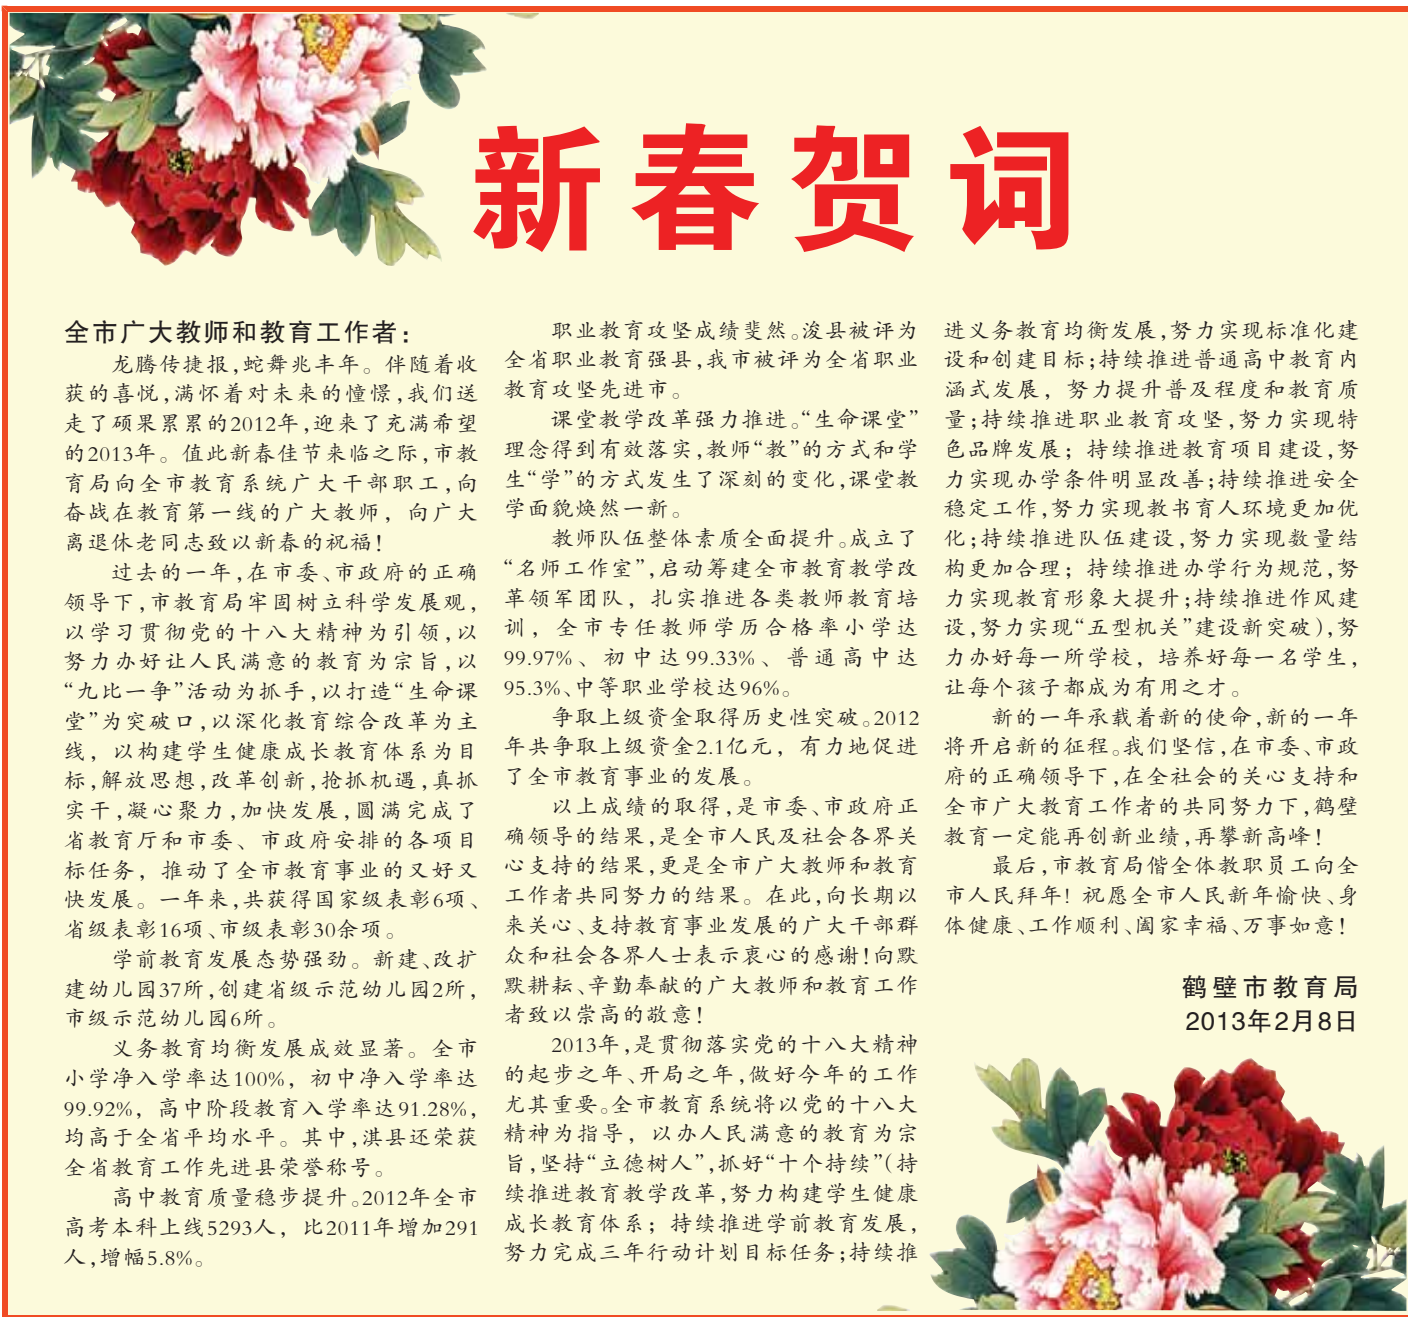 新春贺词
全市广大教师和教育工作者：
龙腾传捷报，蛇舞兆丰年。伴随着收
获的喜悦，满怀着对未来的憧憬，我们送
走了硕果累累的2012年，迎来了充满希望
的2013年。值此新春佳节来临之际，市教
育局向全市教育系统广大干部职工，向
奋战在教育第一线的广大教师，向广大
离退休老同志致以新春的祝福！
过去的一年，在市委、市政府的正确
领导下，市教育局牢固树立科学发展观，
以学习贯彻党的十八大精神为引领，以
努力办好让人民满意的教育为宗旨，以
“九比一争”活动为抓手，以打造“生命课
堂”为突破口，以深化教育综合改革为主
线，以构建学生健康成长教育体系为目
标，解放思想，改革创新，抢抓机遇，真抓
实干，凝心聚力，加快发展，圆满完成了
省教育厅和市委、市政府安排的各项目
标任务，推动了全市教育事业的又好又
快发展。一年来，共获得国家级表彰6项、
省级表彰16项、市级表彰30余项。
学前教育发展态势强劲。新建、改扩
建幼儿园37所，创建省级示范幼儿园2所，
市级示范幼儿园6所。
义务教育均衡发展成效显著。全市
小学净入学率达100%，初中净入学率达
99.92%，高中阶段教育入学率达91.28%，
均高于全省平均水平。其中，淇县还荣获
全省教育工作先进县荣誉称号。
高中教育质量稳步提升。2012年全市
高考本科上线5293人，比2011年增加291
人，增幅5.8%。
职业教育攻坚成绩斐然。浚县被评为
全省职业教育强县，我市被评为全省职业
教育攻坚先进市。
课堂教学改革强力推进。“生命课堂”
理念得到有效落实，教师“教”的方式和学
生“学”的方式发生了深刻的变化，课堂教
学面貌焕然一新。
教师队伍整体素质全面提升。成立了
“名师工作室”，启动筹建全市教育教学改
革领军团队，扎实推进各类教师教育培
训，全市专任教师学历合格率小学达
99.97%、初中达99.33%、普通高中达
95.3%、中等职业学校达96%。
争取上级资金取得历史性突破。2012
年共争取上级资金2.1亿元，有力地促进
了全市教育事业的发展。
以上成绩的取得，是市委、市政府正
确领导的结果，是全市人民及社会各界关
心支持的结果，更是全市广大教师和教育
工作者共同努力的结果。在此，向长期以
来关心、支持教育事业发展的广大干部群
众和社会各界人士表示衷心的感谢！向默
默耕耘、辛勤奉献的广大教师和教育工作
者致以崇高的敬意！
2013年，是贯彻落实党的十八大精神
的起步之年、开局之年，做好今年的工作
尤其重要。全市教育系统将以党的十八大
精神为指导，以办人民满意的教育为宗
旨，坚持“立德树人”，抓好“十个持续”（持
续推进教育教学改革，努力构建学生健康
成长教育体系；持续推进学前教育发展，
努力完成三年行动计划目标任务；持续推
进义务教育均衡发展，努力实现标准化建
设和创建目标；持续推进普通高中教育内
涵式发展，努力提升普及程度和教育质
量；持续推进职业教育攻坚，努力实现特
色品牌发展；持续推进教育项目建设，努
力实现办学条件明显改善；持续推进安全
稳定工作，努力实现教书育人环境更加优
化；持续推进队伍建设，努力实现数量结
构更加合理；持续推进办学行为规范，努
力实现教育形象大提升；持续推进作风建
设，努力实现“五型机关”建设新突破），努
力办好每一所学校，培养好每一名学生，
让每个孩子都成为有用之才。
新的一年承载着新的使命，新的一年
将开启新的征程。我们坚信，在市委、市政
府的正确领导下，在全社会的关心支持和
全市广大教育工作者的共同努力下，鹤壁
教育一定能再创新业绩，再攀新高峰！
最后，市教育局偕全体教职员工向全
市人民拜年！祝愿全市人民新年愉快、身
体健康、工作顺利、阖家幸福、万事如意！
鹤壁市教育局
2013年2月8日